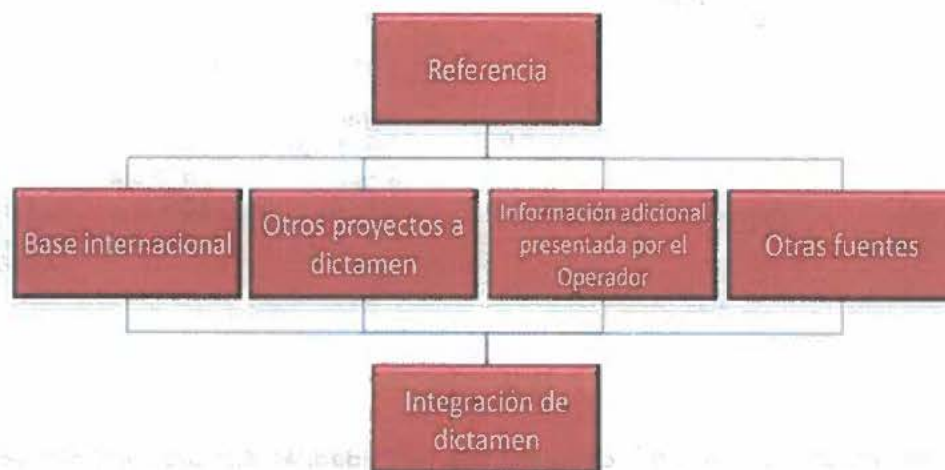 Referencia
Base internacional
Otros proyectos a
dictamen
Información adicional
presentada por el
Operador
Otras fuentes
Integración de
dictamen